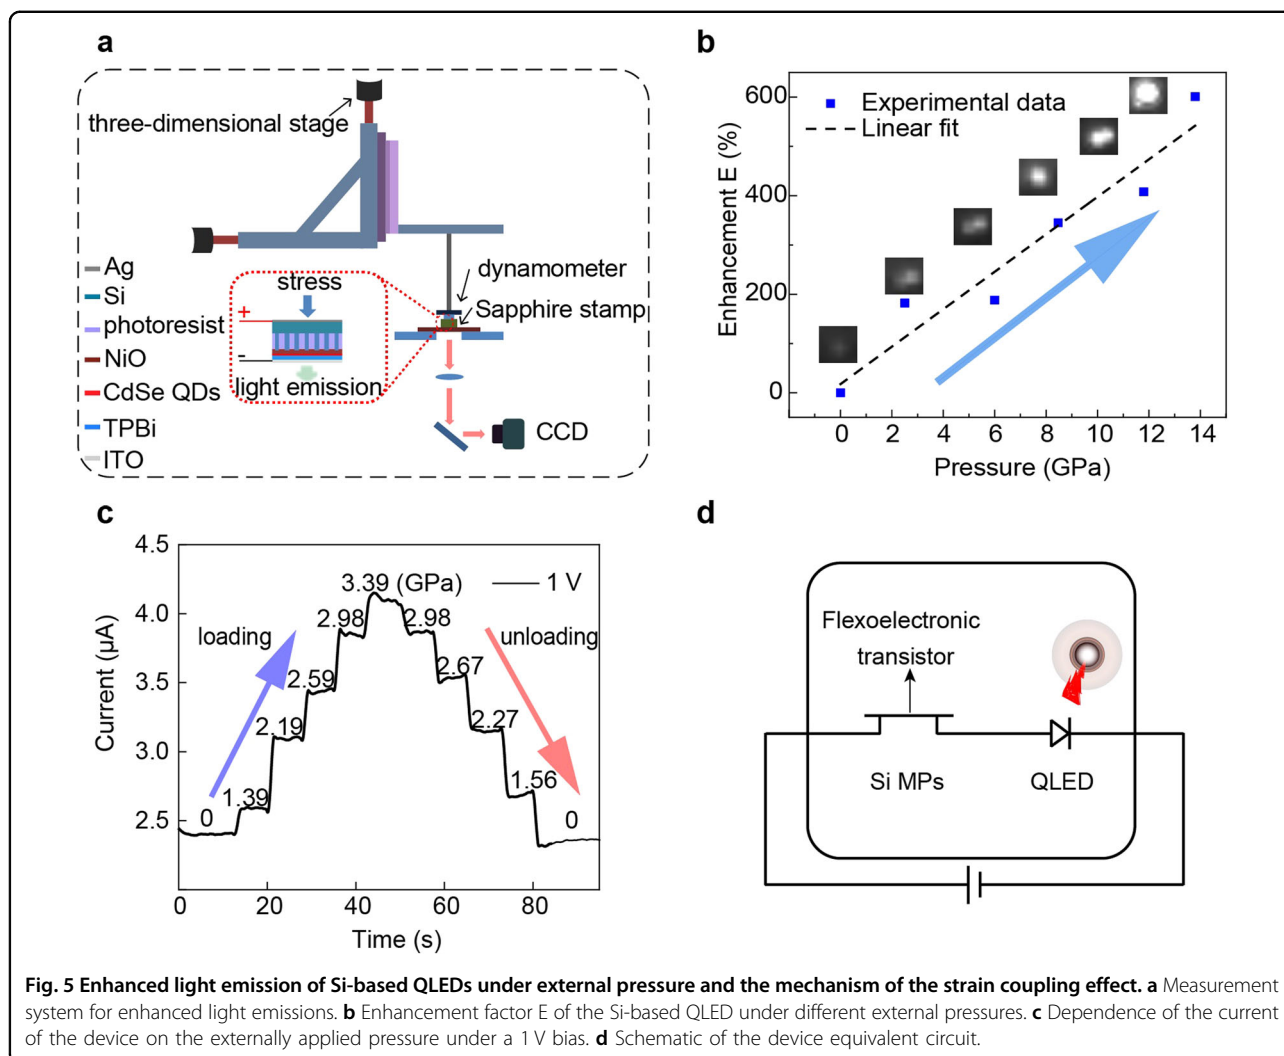 a
three-dimensional stage
dynamometer
Sapphire stamp
stress
+
-
light emission
CCD
Ag
Si
photoresist
NiO
CdSe QDs
TPBi
ITO
b
Enhancement E (%)
600
400
200
0
Experimental data
Linear fit
0 2 4 6 8 10 12 14
Pressure (GPa)
c
Current (µA)
4.5
4.0
3.5
3.0
2.5
3.39 (GPa)
1 V
loading
unloading
0
1.39
2.19
2.59
2.98
2.98
2.67
2.27
1.56
0
0 20 40 60 80
Time (s)
d
Flexoelectronic
transistor
Si MPs
QLED
Fig. 5 Enhanced light emission of Si-based QLEDs under external pressure and the mechanism of the strain coupling effect. a Measurement
system for enhanced light emissions. b Enhancement factor E of the Si-based QLED under different external pressures. c Dependence of the current
of the device on the externally applied pressure under a 1 V bias. d Schematic of the device equivalent circuit.